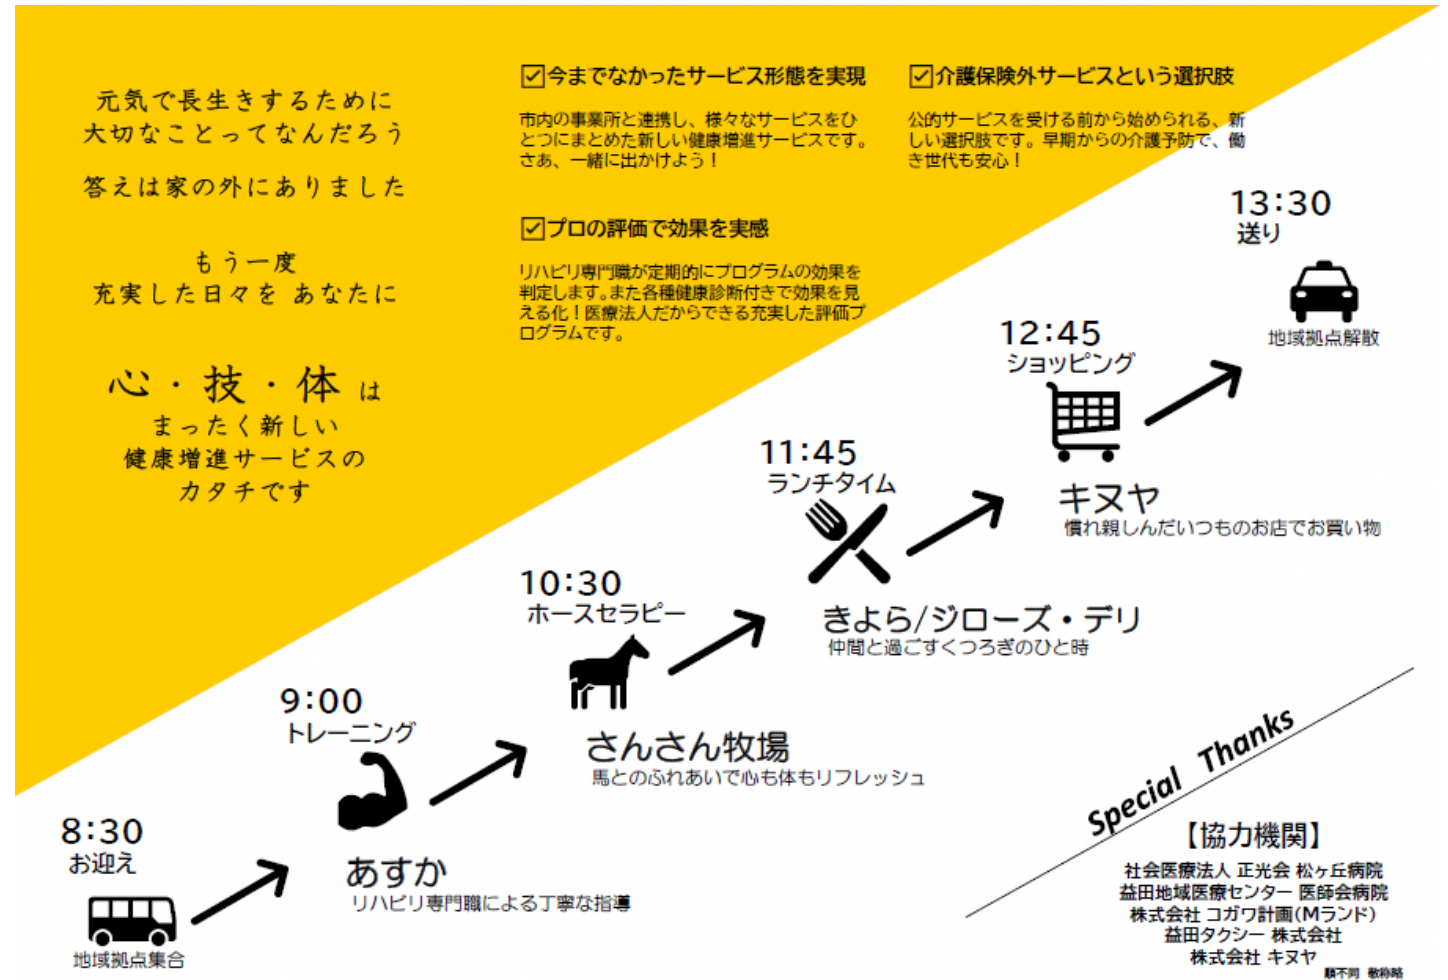 元気で長生きするために
大切なことってなんだろう
答えは家の外にありました
もう一度
充実した日々を あなたに
心・技・体 は
まったく新しい
健康増進サービスの
カタチです
☑今までなかったサービス形態を実現
市内の事業所と連携し、様々なサービスをひ
とつにまとめた新しい健康増進サービスです。
さあ、一緒に出かけよう！
☑介護保険外サービスという選択肢
公的サービスを受ける前から始められる、新
しい選択肢です。早期からの介護予防で、働
き世代も安心！
☑プロの評価で効果を実感
リハビリ専門職が定期的にプログラムの効果を
判定します。また各種健康診断付きで効果を見
える化！医療法人だからできる充実した評価プ
ログラムです。
8:30
お迎え
地域拠点集合
9:00
トレーニング
あすか
リハビリ専門職による丁寧な指導
10:30
ホースセラピー
さんさん牧場
馬とのふれあいで心も体もリフレッシュ
11:45
ランチタイム
きよら/ジローズ・デリ
仲間と過ごすくつろぎのひと時
12:45
ショッピング
キヌヤ
慣れ親しんだいつものお店でお買い物
13:30
送り
地域拠点解散
Special Thanks
【協力機関】
社会医療法人 正光会 松ヶ丘病院
益田地域医療センター 医師会病院
株式会社 コガワ計画(Mランド)
益田タクシー 株式会社
株式会社 キヌヤ
順不同 敬称略